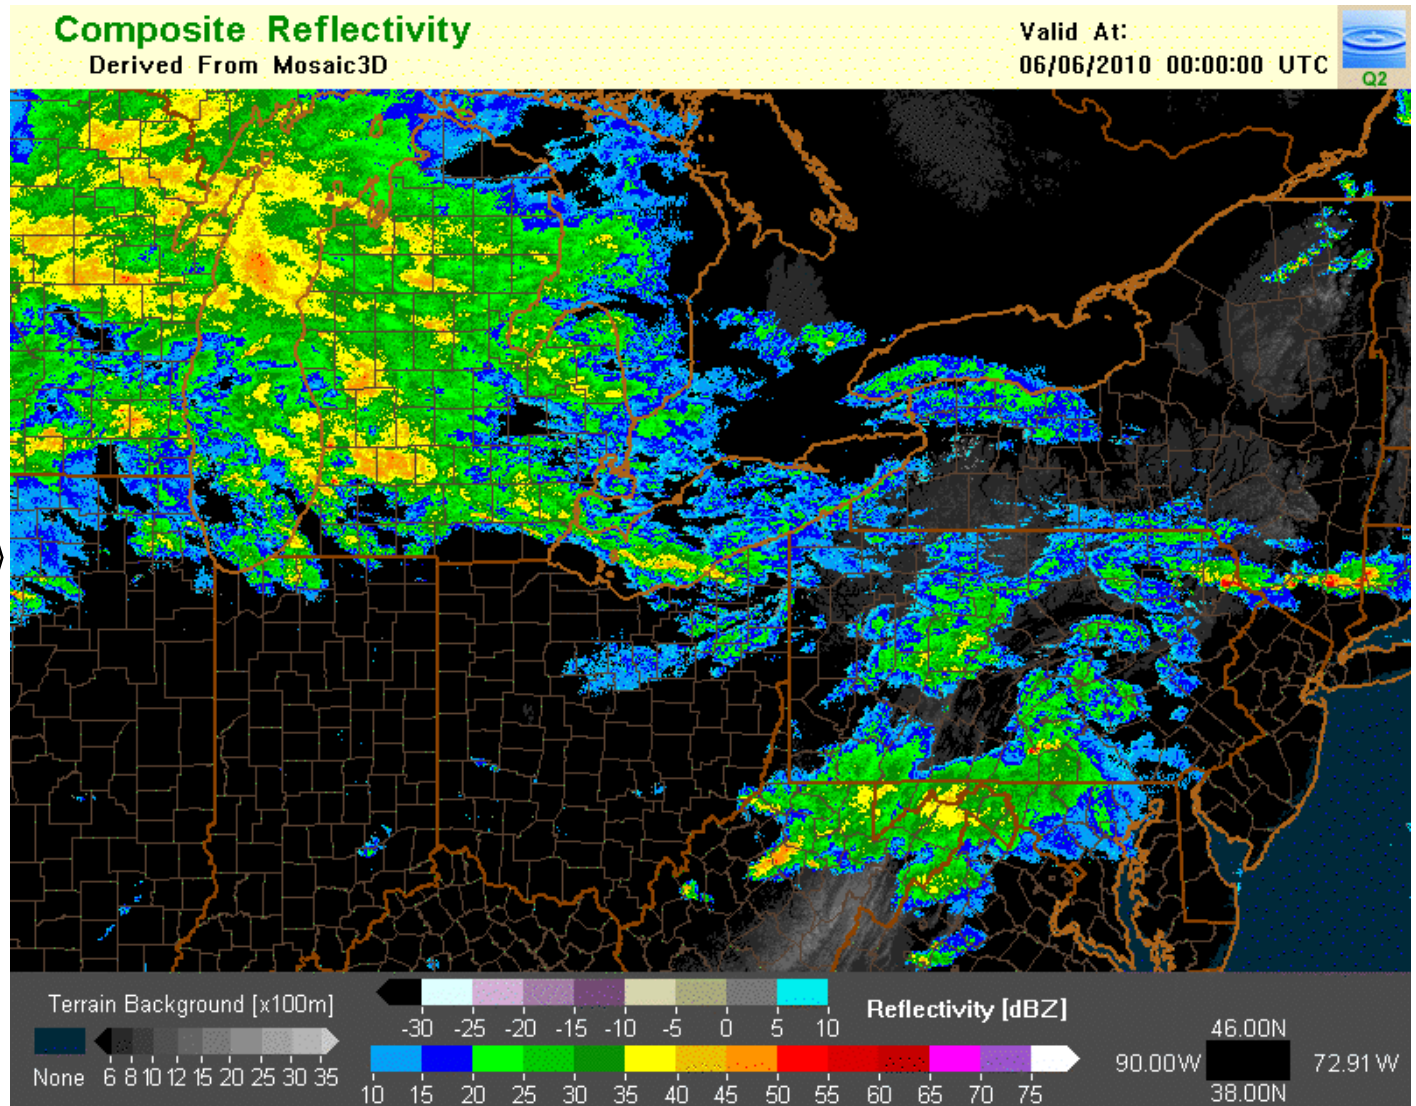 Composite Reflectivity
Derived From Mosaic3D
Valid At:
06/06/2010 00:00:00 UTC
Q2
Terrain Background [x100m]
None 6 8 10 12 15 20 25 30 35
-30 -25 -20 -15 -10 -5 0 5 10
Reflectivity [dBZ]
10 15 20 25 30 35 40 45 50 55 60 65 70 75
46.00N
90.00W 72.91W
38.00N